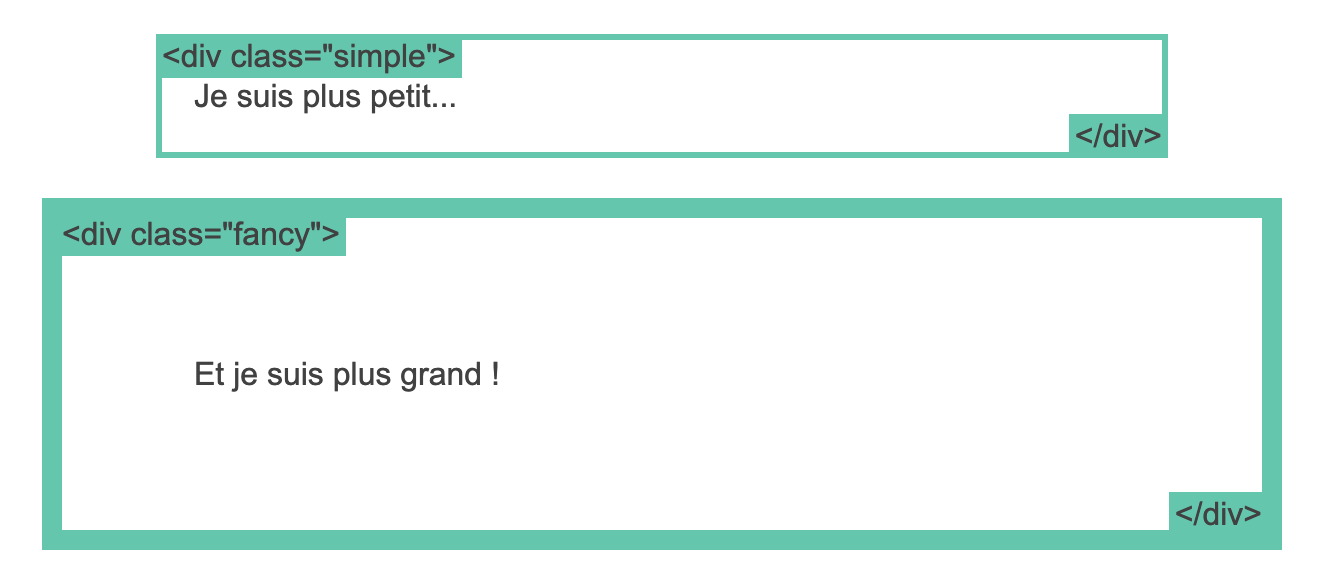 <div class="simple">
Je suis plus petit...
</div>
<div class="fancy">
Et je suis plus grand !
</div>